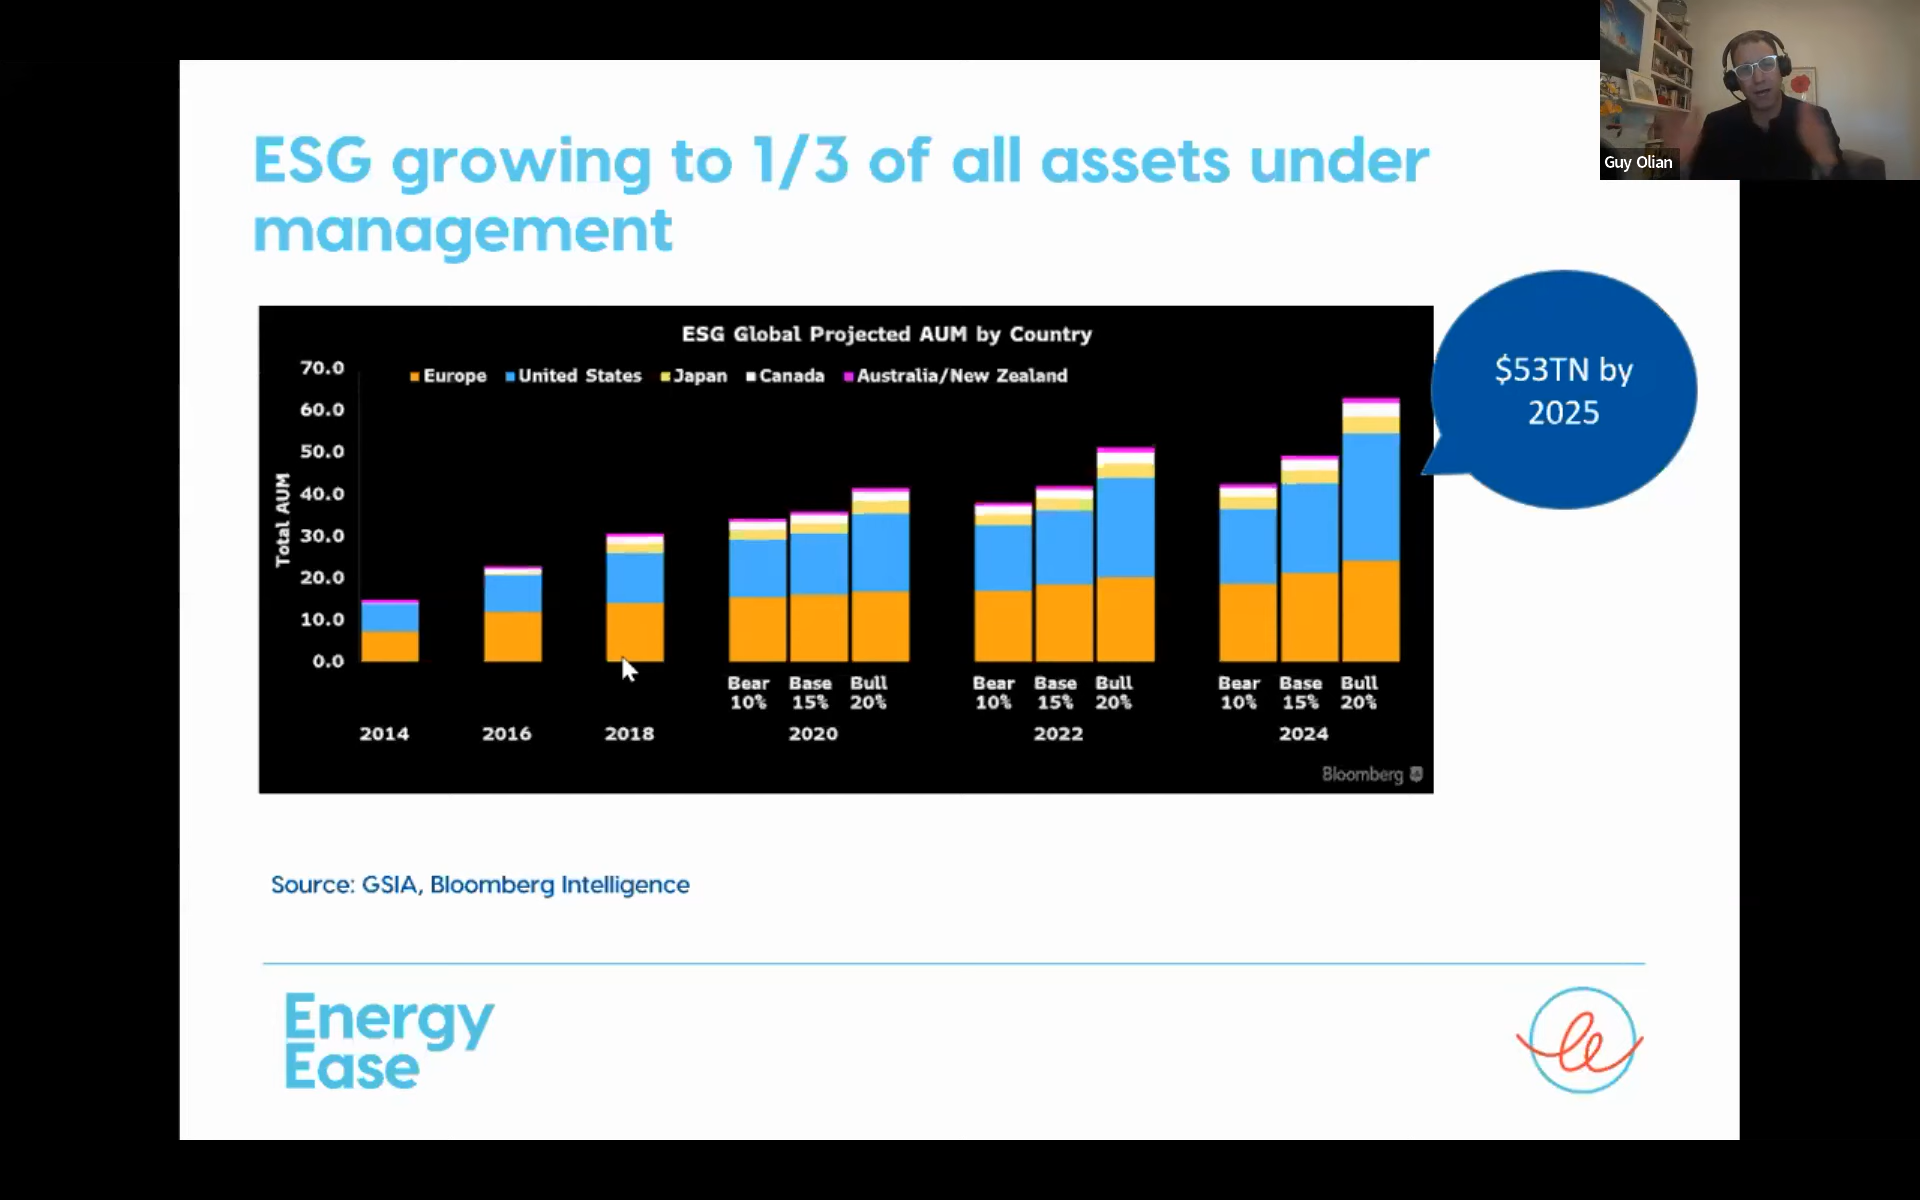 Guy Olian
ESG growing to 1/3 of all assets under
management
$53TN by
2025
ESG Global Projected AUM by Country
Europe United States Japan Canada Australia/New Zealand
Total AUM
70.0
60.0
50.0
40.0
30.0
20.0
10.0
0.0
Bear Base Bull Bear Base Bull Bear Base Bull
10% 15% 20% 10% 15% 20% 10% 15% 20%
2014 2016 2018 2020 2022 2024
Bloomberg
Source: GSIA, Bloomberg Intelligence
Energy
Ease